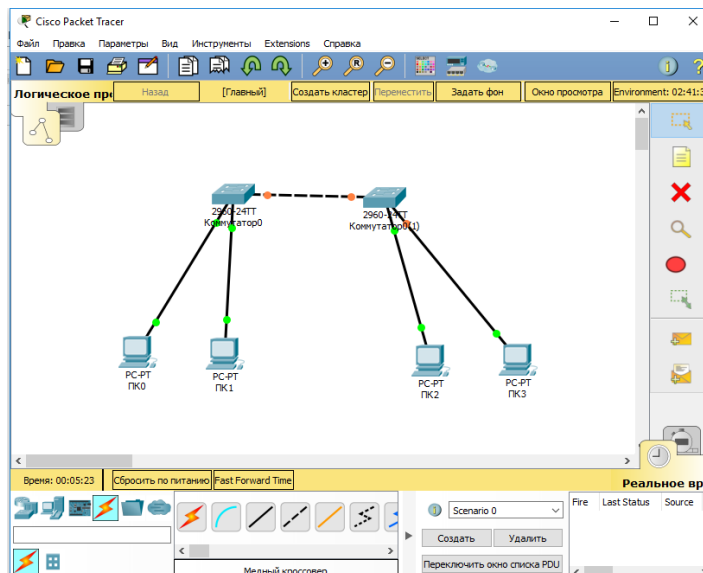 Cisco Packet Tracer
Файл Правка Параметры Вид Инструменты Extensions Справка
Логическое пр Назад [Главный] Создать кластер Переместить Задать фон Окно просмотра Environment: 02:41:3
2960-24TT
Коммутатор0
2960-24TT
Коммутатор0(1)
PC-PT
ПК0
PC-PT
ПК1
PC-PT
ПК2
PC-PT
ПК3
Время: 00:05:23 Сбросить по питанию Fast Forward Time
Реальное вр
Scenario 0
Fire Last Status Source
Создать Удалить
Переключить окно списка PDU
Медный кроссовер